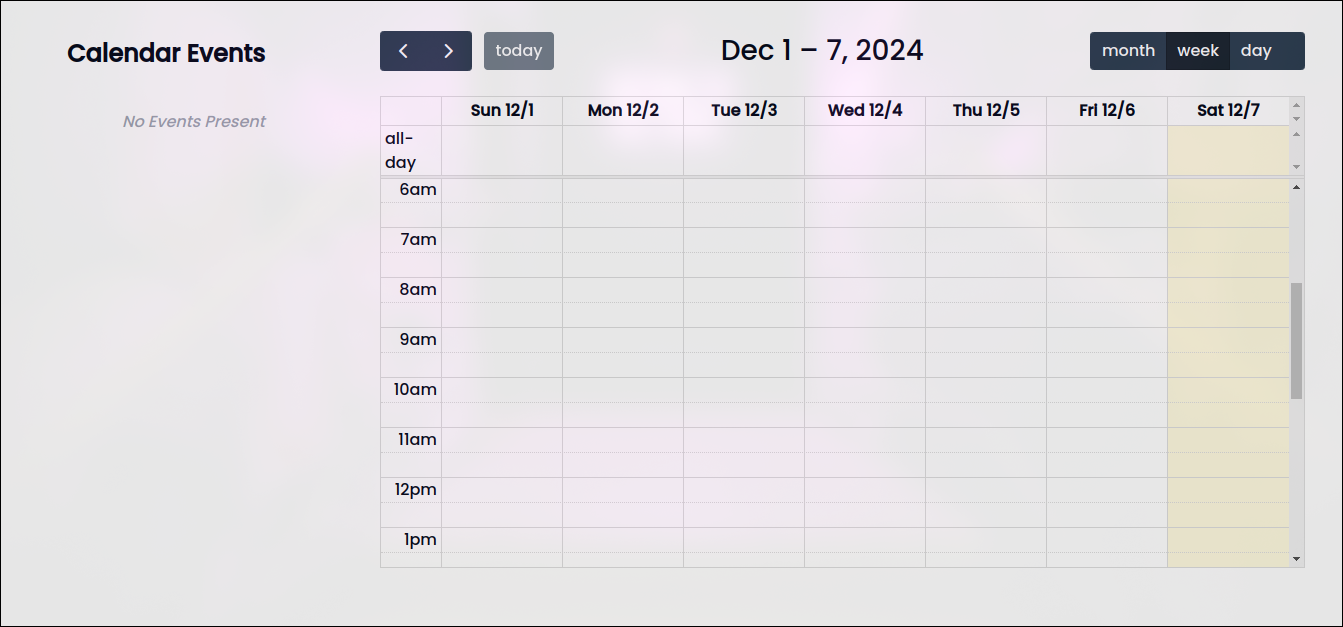 Calendar Events
No Events Present
today
Dec 1 – 7, 2024
month week day
Sun 12/1 Mon 12/2 Tue 12/3 Wed 12/4 Thu 12/5 Fri 12/6 Sat 12/7
all-
day
6am
7am
8am
9am
10am
11am
12pm
1pm